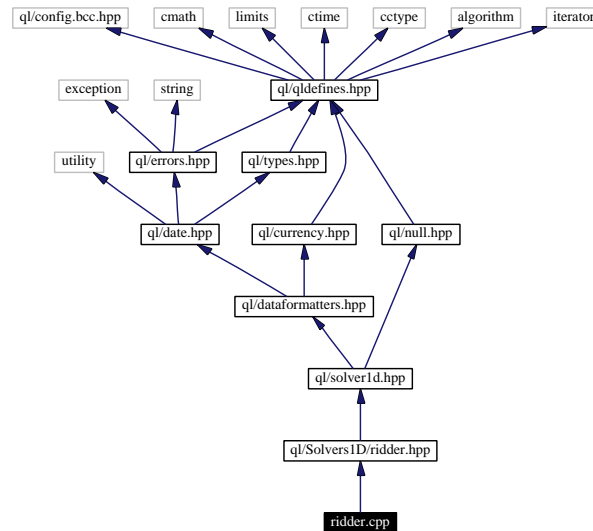 ql/config.bcc.hpp cmath limits ctime cctype algorithm iterator
exception string ql/qldefines.hpp
utility ql/errors.hpp ql/types.hpp
ql/date.hpp ql/currency.hpp ql/null.hpp
ql/dataformatters.hpp
ql/solver1d.hpp
ql/Solvers1D/ridder.hpp
ridder.cpp